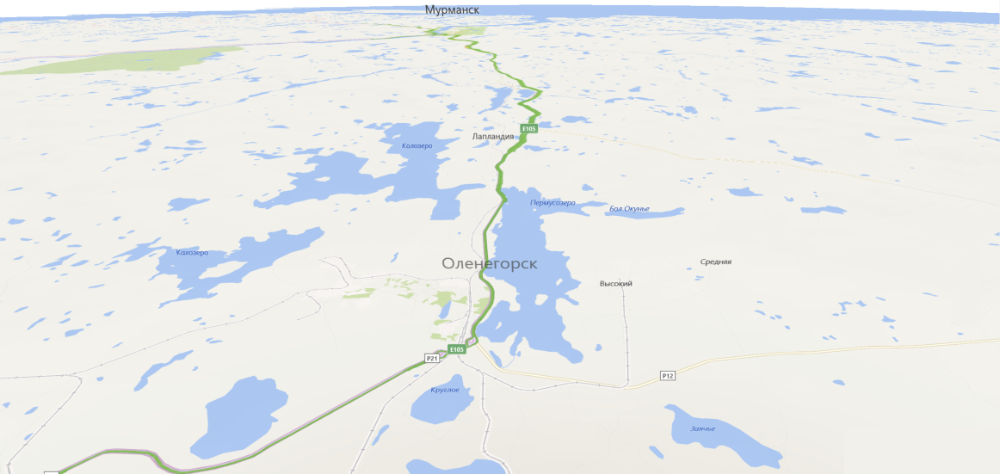 Мурманск
E105
Лапландия
Колозеро
Пермусозеро
Бол.Окунье
Кахозеро
Оленегорск
Средняя
Высокий
E105
P21
P12
Круглое
Заячье